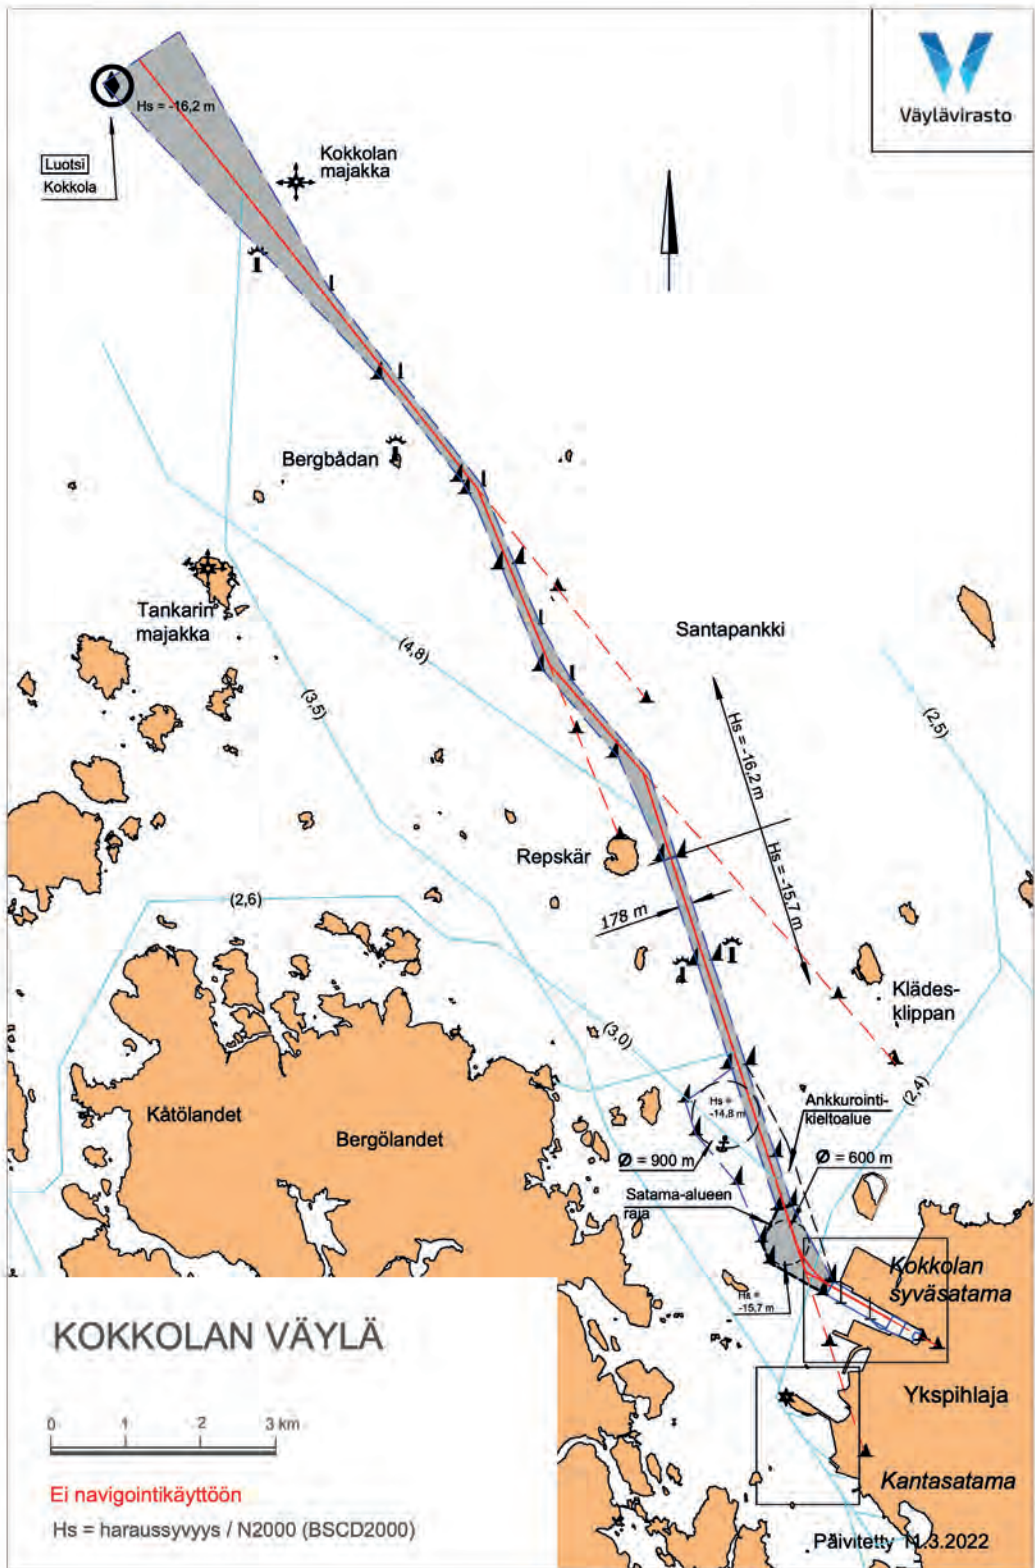 Väylävirasto
Hs = -16,2 m
Luotsi
Kokkola
Kokkolan
majakka
Bergbådan
Tankarin
majakka
Santapankki
(4,8)
(3,5)
(2,5)
Hs = -16,2 m
Hs = -15,7 m
Repskär
(2,6)
178 m
Klädes-
klippan
(3,0)
(2,4)
Kåtölandet
Bergölandet
Hs =
-14,8 m
Ankkurointi-
kieltoalue
Ø = 900 m
Ø = 600 m
Satama-alueen
raja
Kokkolan
syväsatama
Hs =
-15,7 m
KOKKOLAN VÄYLÄ
0 1 2 3 km
Ykspihlaja
Kantasatama
Ei navigointikäyttöön
Hs = haraussyvyys / N2000 (BSCD2000)
Päivitetty 11.3.2022